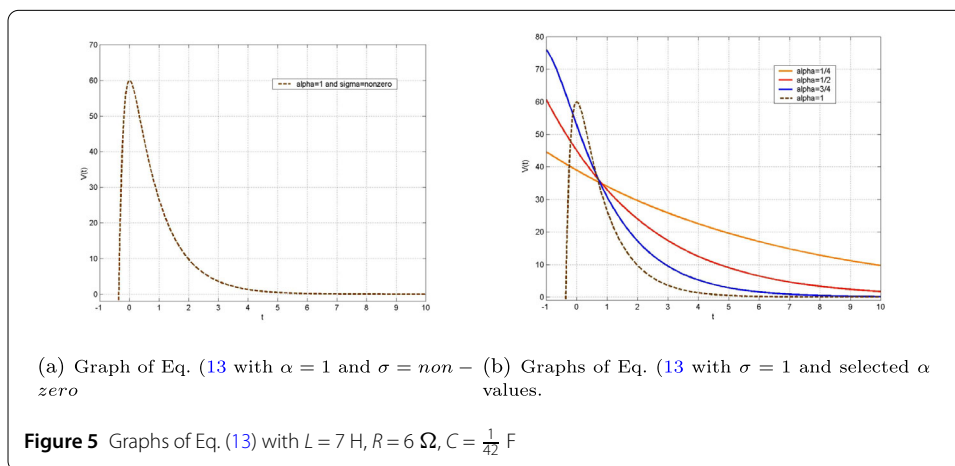 70
60
50
40
30
20
10
0
V(t)
alpha=1 and sigma=nonzero
-1 0 1 2 3 4 5 6 7 8 9 10
t
80
70
60
50
40
30
20
10
0
V(t)
alpha=1/4
alpha=1/2
alpha=3/4
alpha=1
-1 0 1 2 3 4 5 6 7 8 9 10
t
(a) Graph of Eq. (13 with α = 1 and σ = non −
zero
(b) Graphs of Eq. (13 with σ = 1 and selected α
values.
Figure 5 Graphs of Eq. (13) with L = 7 H, R = 6 Ω, C = 1/42 F